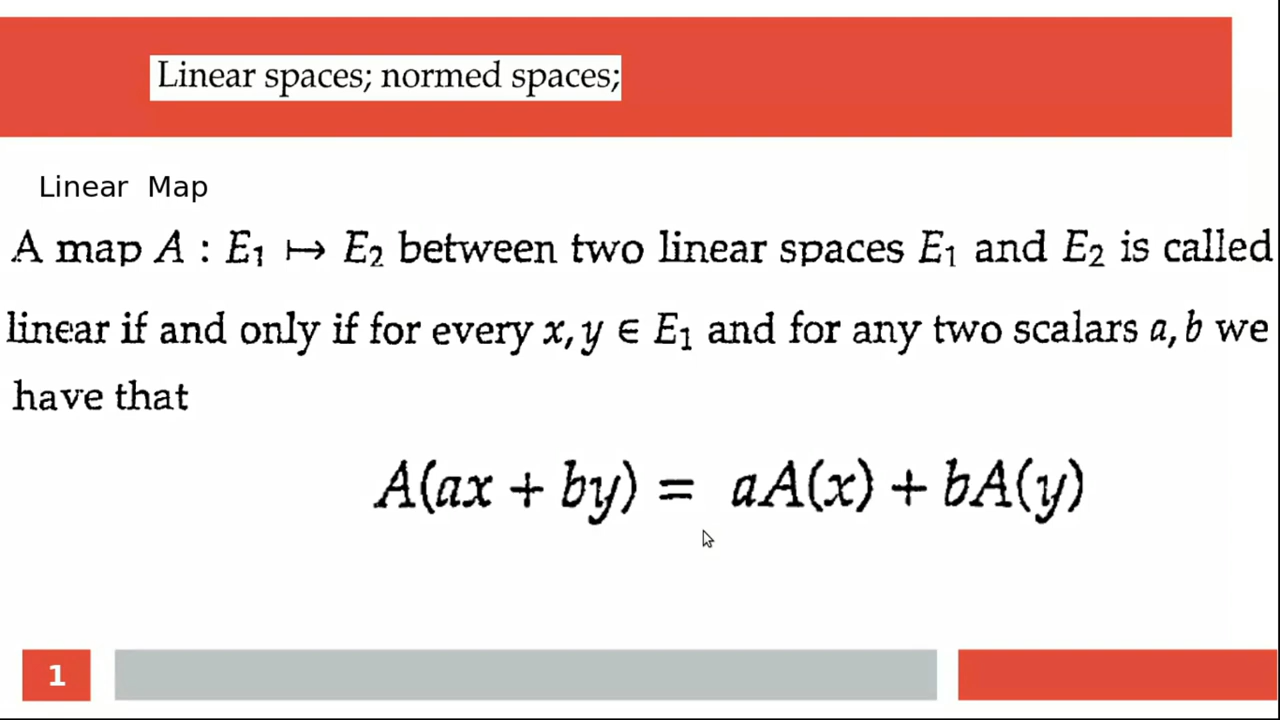 Linear spaces; normed spaces;
Linear Map
A map A : E₁ ↦ E₂ between two linear spaces E₁ and E₂ is called
linear if and only if for every x, y ∈ E₁ and for any two scalars a, b we
have that
A(ax + by) = aA(x) + bA(y)
1